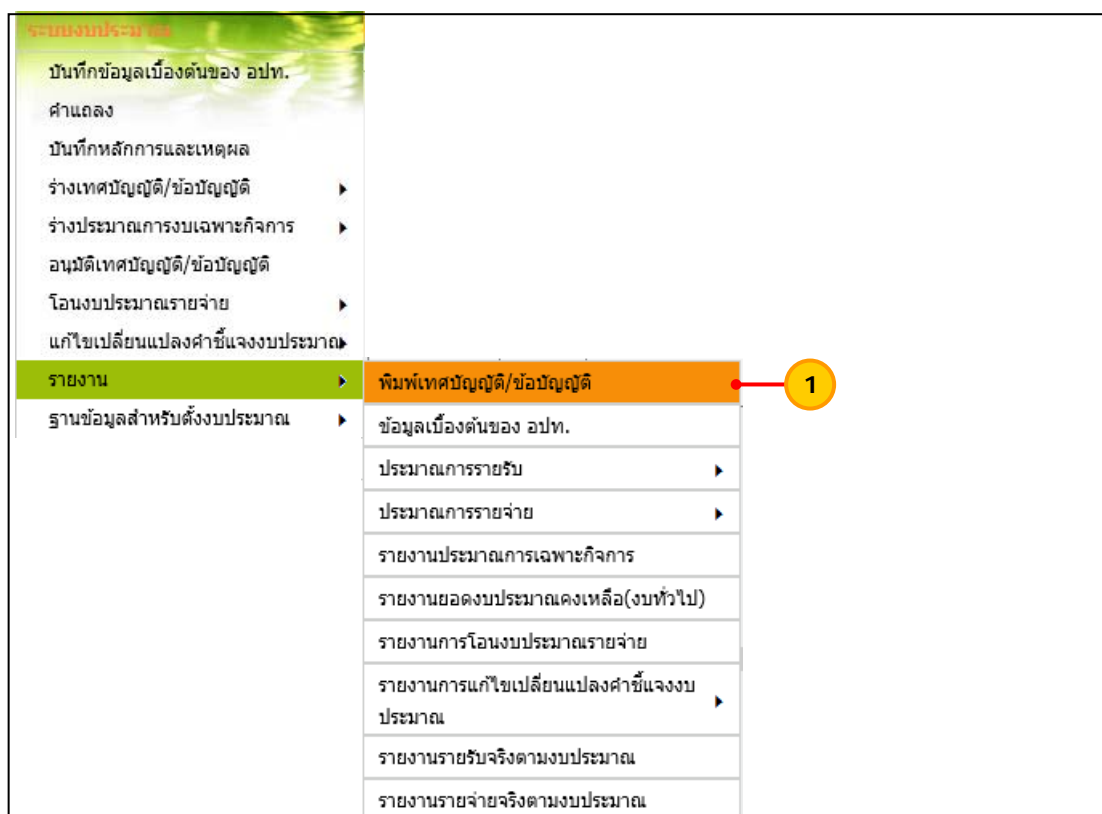 ระบบงบประมาณ
บันทึกข้อมูลเบื้องต้นของ อปท.
คำแถลง
บันทึกหลักการและเหตุผล
ร่างเทศบัญญัติ/ข้อบัญญัติ
ร่างประมาณการงบเฉพาะกิจการ
อนุมัติเทศบัญญัติ/ข้อบัญญัติ
โอนงบประมาณรายจ่าย
แก้ไขเปลี่ยนแปลงคำชี้แจงงบประมาณ
รายงาน
ฐานข้อมูลสำหรับตั้งงบประมาณ
พิมพ์เทศบัญญัติ/ข้อบัญญัติ
1
ข้อมูลเบื้องต้นของ อปท.
ประมาณการรายรับ
ประมาณการรายจ่าย
รายงานประมาณการเฉพาะกิจการ
รายงานยอดงบประมาณคงเหลือ(งบทั่วไป)
รายงานการโอนงบประมาณรายจ่าย
รายงานการแก้ไขเปลี่ยนแปลงคำชี้แจงงบ
ประมาณ
รายงานรายรับจริงตามงบประมาณ
รายงานรายจ่ายจริงตามงบประมาณ